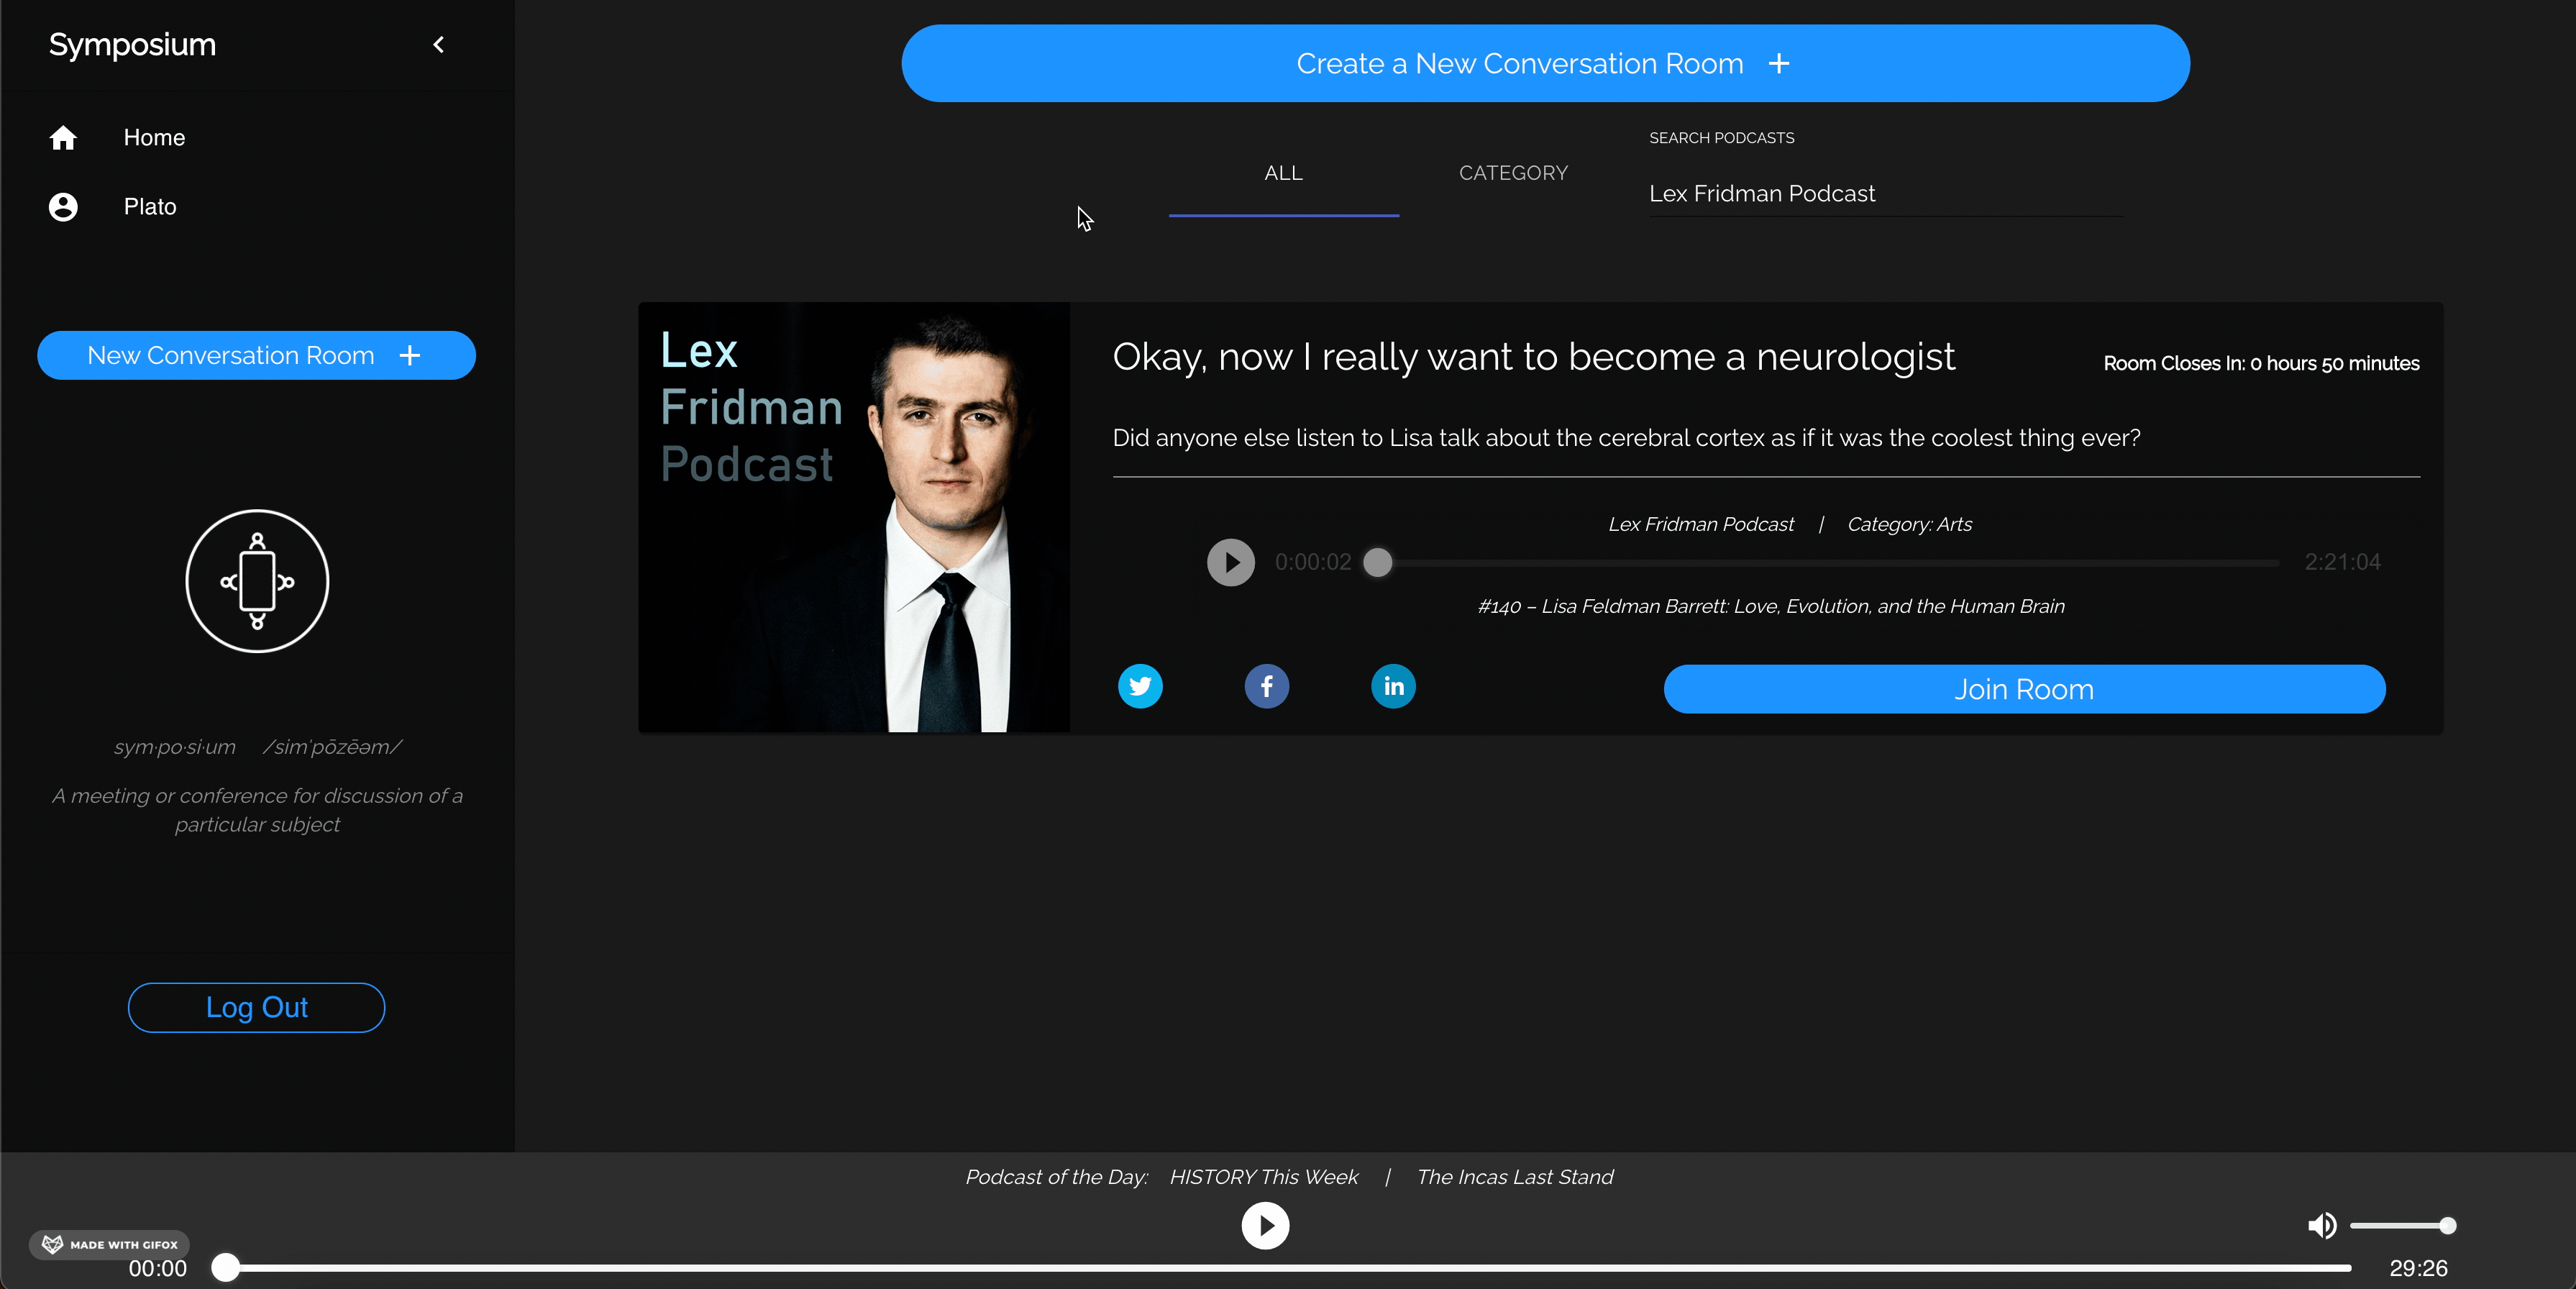 Symposium
Home
Plato
New Conversation Room +
sym·po·si·um /simˈpōzēəm/
A meeting or conference for discussion of a
particular subject
Log Out
Create a New Conversation Room +
ALL
CATEGORY
SEARCH PODCASTS
Lex Fridman Podcast
Lex
Fridman
Podcast
Okay, now I really want to become a neurologist
Room Closes In: 0 hours 50 minutes
Did anyone else listen to Lisa talk about the cerebral cortex as if it was the coolest thing ever?
Lex Fridman Podcast | Category: Arts
0:00:02
2:21:04
#140 – Lisa Feldman Barrett: Love, Evolution, and the Human Brain
f
in
Join Room
Podcast of the Day: HISTORY This Week | The Incas Last Stand
MADE WITH GIFOX
00:00
29:26